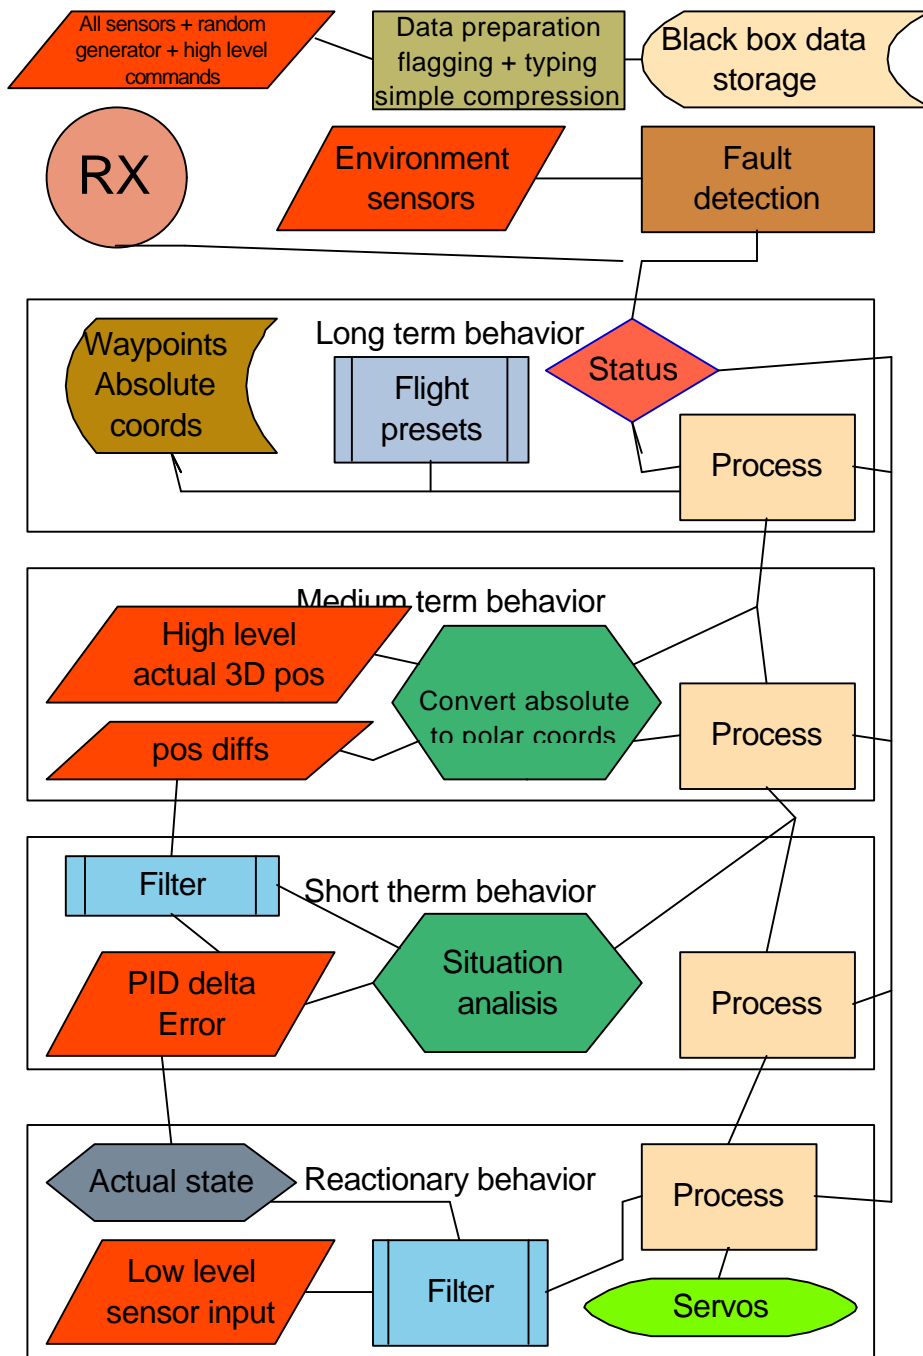 All sensors + random
generator + high level
commands
Data preparation
flagging + typing
simple compression
Black box data
storage
RX
Environment
sensors
Fault
detection
Long term behavior
Waypoints
Absolute
coords
Flight
presets
Status
Process
Medium term behavior
High level
actual 3D pos
Convert absolute
to polar coords
pos diffs
Process
Filter
Short therm behavior
Situation
analisis
PID delta
Error
Process
Actual state
Reactionary behavior
Process
Low level
sensor input
Filter
Servos